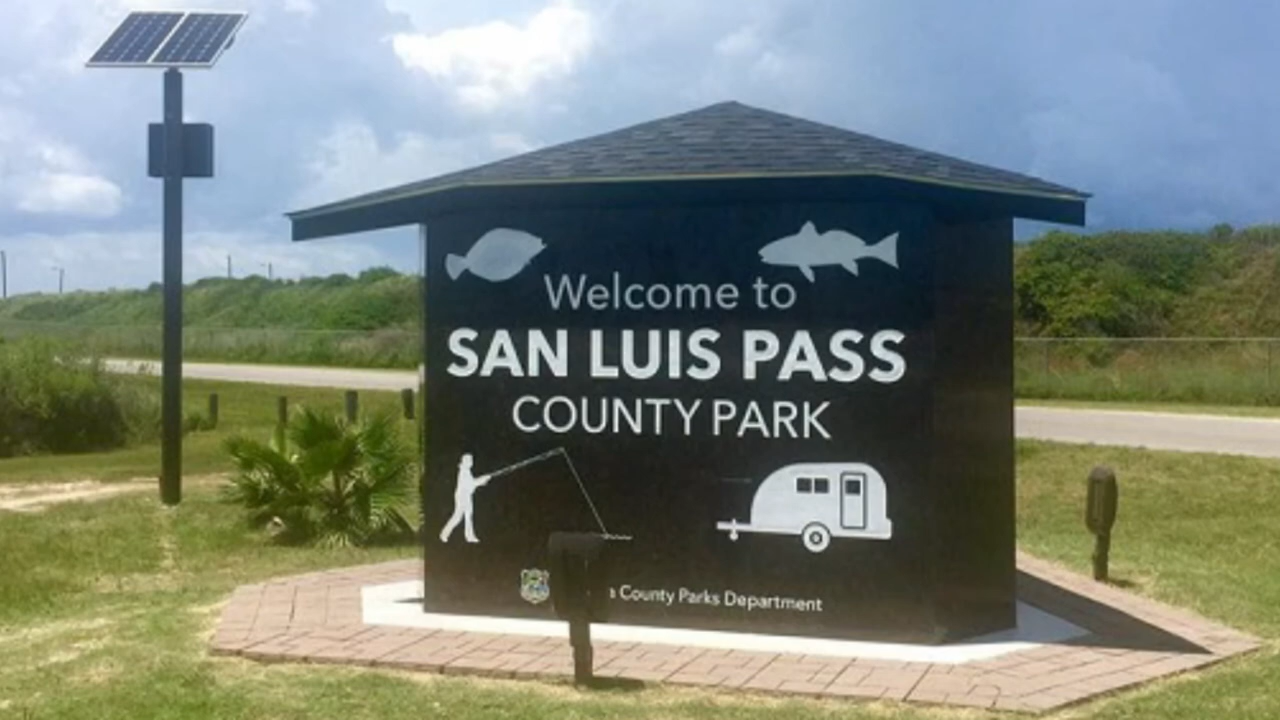 Welcome to
SAN LUIS PASS
COUNTY PARK
County Parks Department